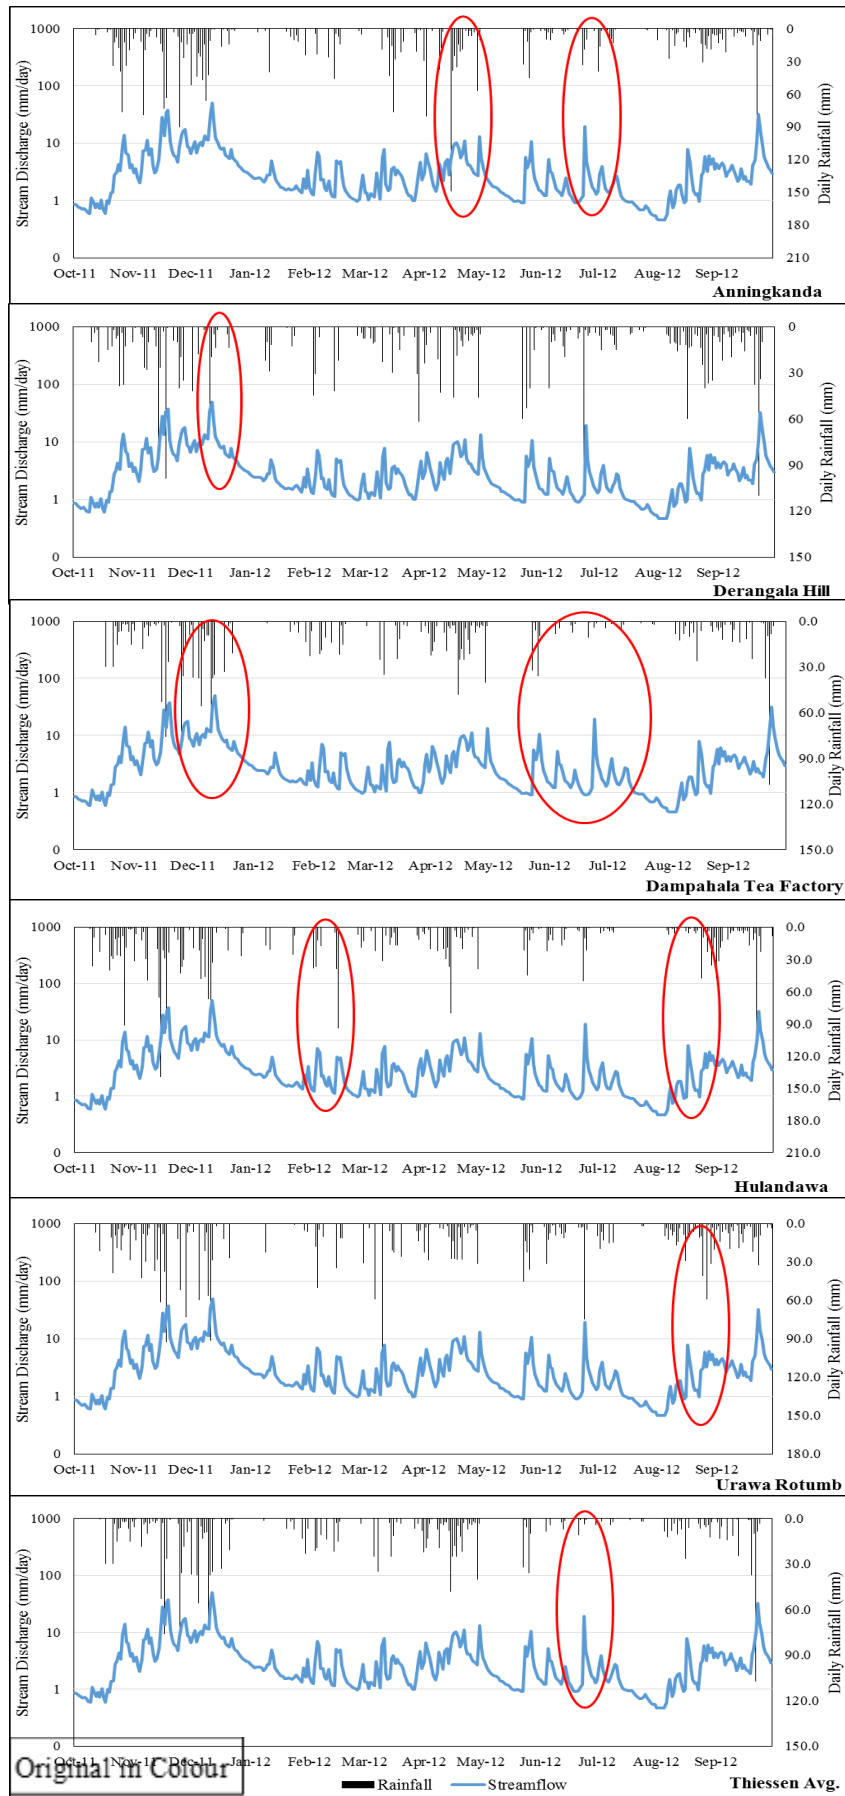 1000 0
100 30
10 60
1 90
0 120
150
180
210
Stream Discharge (mm/day)
Daily Rainfall (mm)
Oct-11 Nov-11 Dec-11 Jan-12 Feb-12 Mar-12 Apr-12 May-12 Jun-12 Jul-12 Aug-12 Sep-12
Anningkanda
1000 0
100 30
10 60
1 90
0 120
150
Stream Discharge (mm/day)
Daily Rainfall (mm)
Oct-11 Nov-11 Dec-11 Jan-12 Feb-12 Mar-12 Apr-12 May-12 Jun-12 Jul-12 Aug-12 Sep-12
Derangala Hill
1000 0.0
100 30.0
10 60.0
1 90.0
0 120.0
150.0
Stream Discharge (mm/day)
Daily Rainfall (mm)
Oct-11 Nov-11 Dec-11 Jan-12 Feb-12 Mar-12 Apr-12 May-12 Jun-12 Jul-12 Aug-12 Sep-12
Dampahala Tea Factory
1000 0.0
100 30.0
10 60.0
1 90.0
0 120.0
150.0
180.0
210.0
Stream Discharge (mm/day)
Daily Rainfall (mm)
Oct-11 Nov-11 Dec-11 Jan-12 Feb-12 Mar-12 Apr-12 May-12 Jun-12 Jul-12 Aug-12 Sep-12
Hulandawa
1000 0.0
100 30.0
10 60.0
1 90.0
0 120.0
150.0
180.0
Stream Discharge (mm/day)
Daily Rainfall (mm)
Oct-11 Nov-11 Dec-11 Jan-12 Feb-12 Mar-12 Apr-12 May-12 Jun-12 Jul-12 Aug-12 Sep-12
Urawa Rotumb
1000 0.0
100 30.0
10 60.0
1 90.0
0 120.0
150.0
Stream Discharge (mm/day)
Daily Rainfall (mm)
Oct-11 Nov-11 Dec-11 Jan-12 Feb-12 Mar-12 Apr-12 May-12 Jun-12 Jul-12 Aug-12 Sep-12
Original in Colour
Rainfall Streamflow
Thiessen Avg.